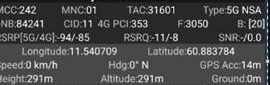 MCC:242 MNC:01 TAC:31601 Type:5G NSA
NB:84241 CID:11 4G PCI:353 F:3050 B: [20]
RSRP[5G/4G]:-94/-85 RSRQ:-11/-8 SNR:/0.0
Longitude:11.540709 Latitude:60.883784
Speed:0 km/h Hdg:0° N GPS Acc:14m
Height:291m Altitude:291m Ground:0m